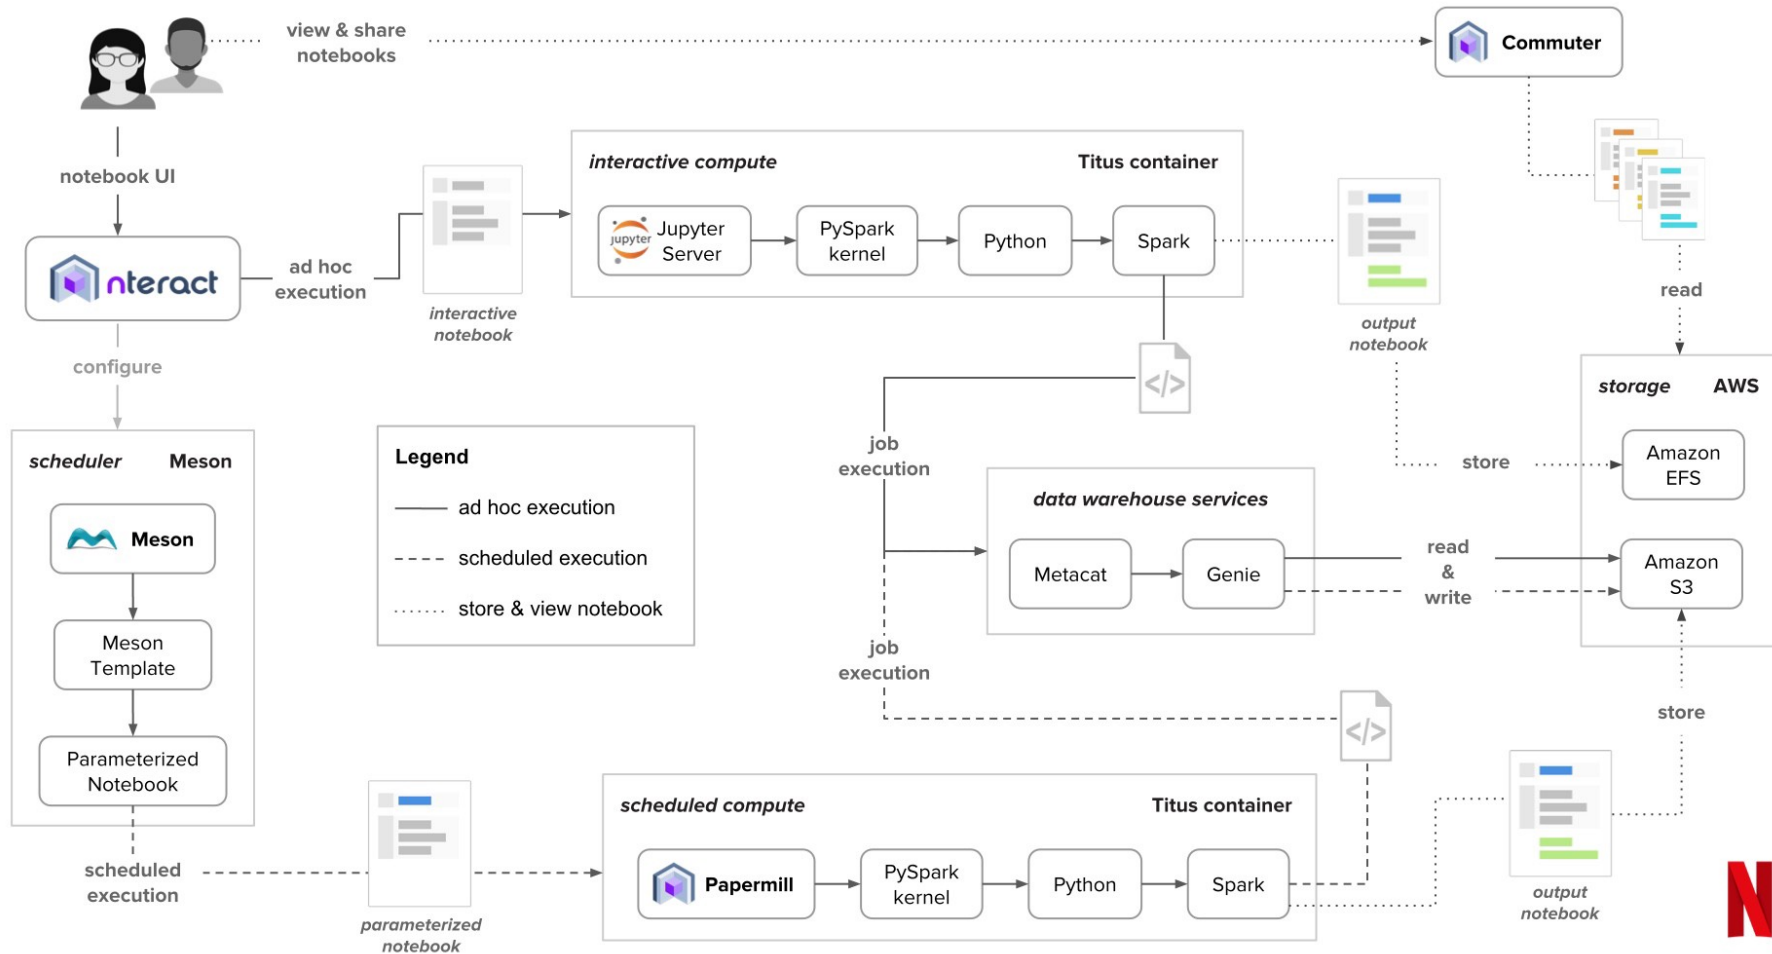 view & share
notebooks
Commuter
notebook UI
nteract
ad hoc
execution
interactive
notebook
interactive compute
Titus container
jupyter
Jupyter
Server
PySpark
kernel
Python
Spark
output
notebook
read
configure
</>
storage
AWS
Amazon
EFS
Amazon
S3
store
scheduler
Meson
Meson
Meson
Template
Parameterized
Notebook
Legend
ad hoc execution
scheduled execution
store & view notebook
job
execution
data warehouse services
Metacat
Genie
read
&
write
job
execution
</>
store
scheduled
execution
parameterized
notebook
scheduled compute
Titus container
Papermill
PySpark
kernel
Python
Spark
output
notebook
N